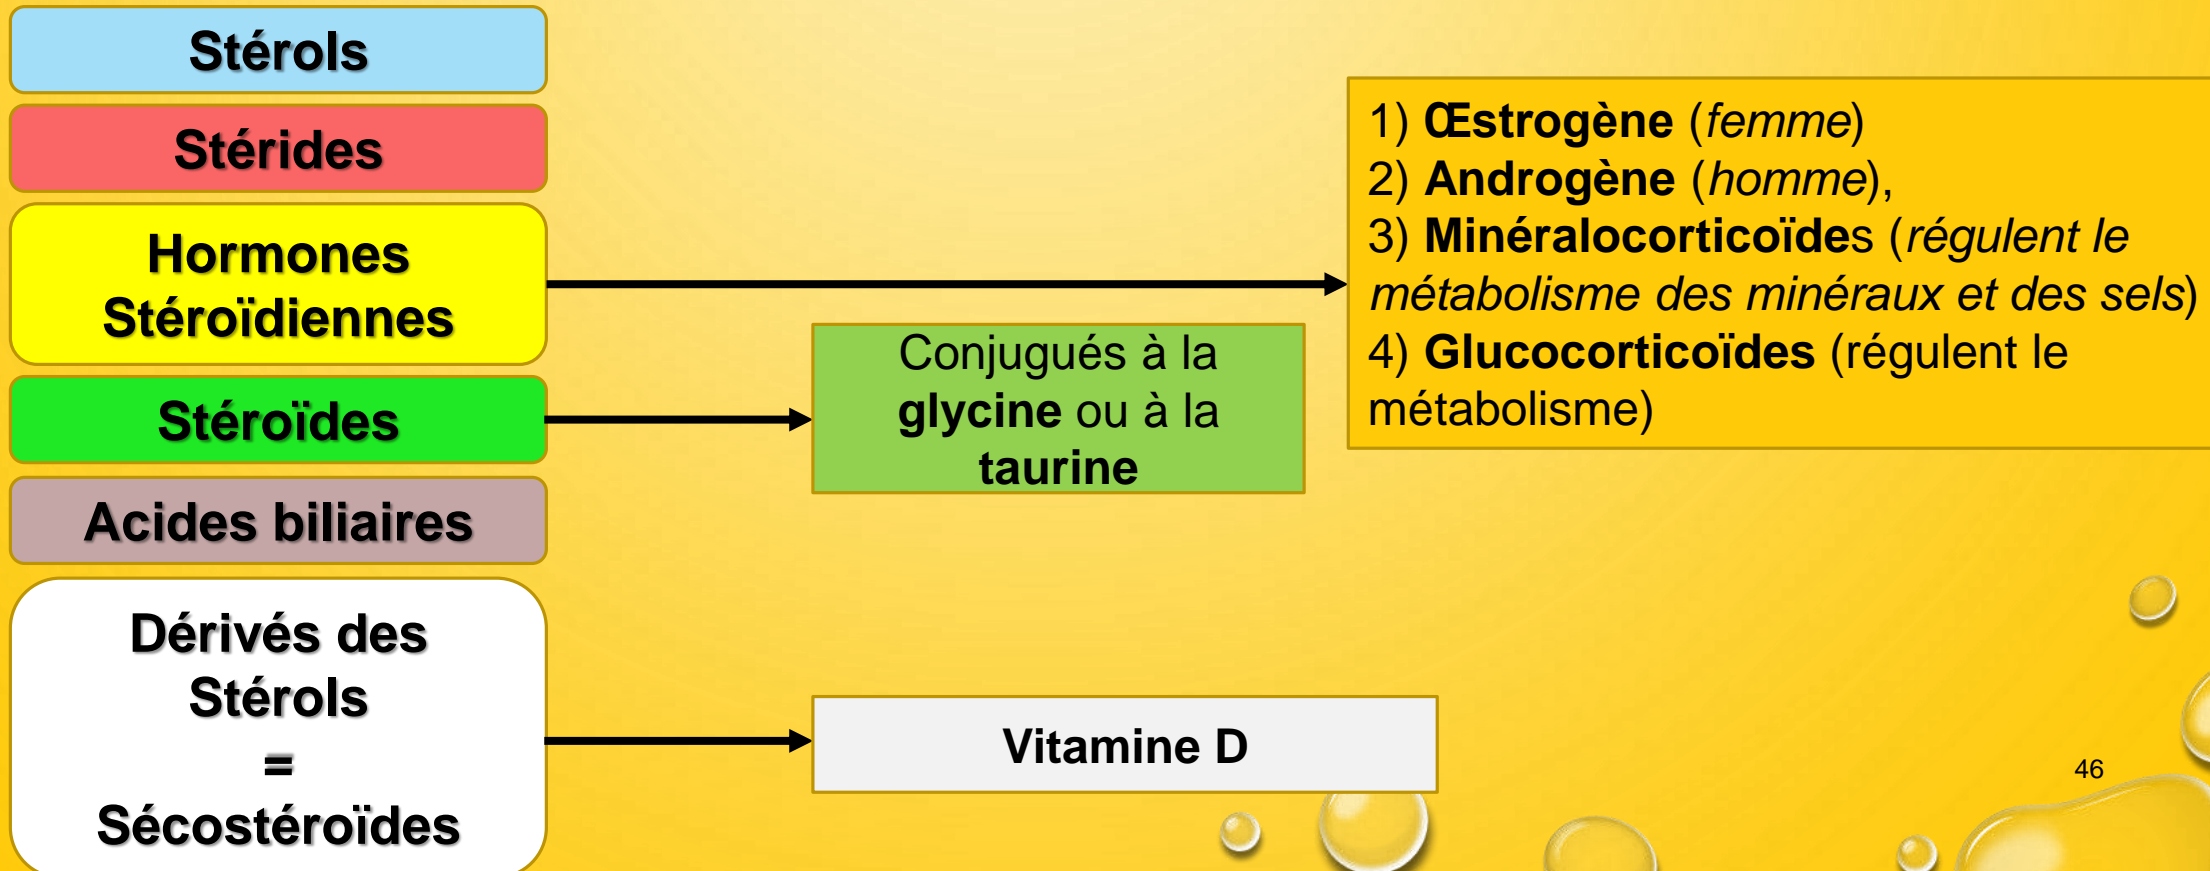 Stérols
Stérides
Hormones
Stéroïdiennes
Stéroïdes
Acides biliaires
Dérivés des
Stérols
=
Sécostéroïdes
Conjugués à la
glycine ou à la
taurine
Vitamine D
1) Œstrogène (femme)
2) Androgène (homme),
3) Minéralocorticoïdes (régulent le
métabolisme des minéraux et des sels)
4) Glucocorticoïdes (régulent le
métabolisme)
46